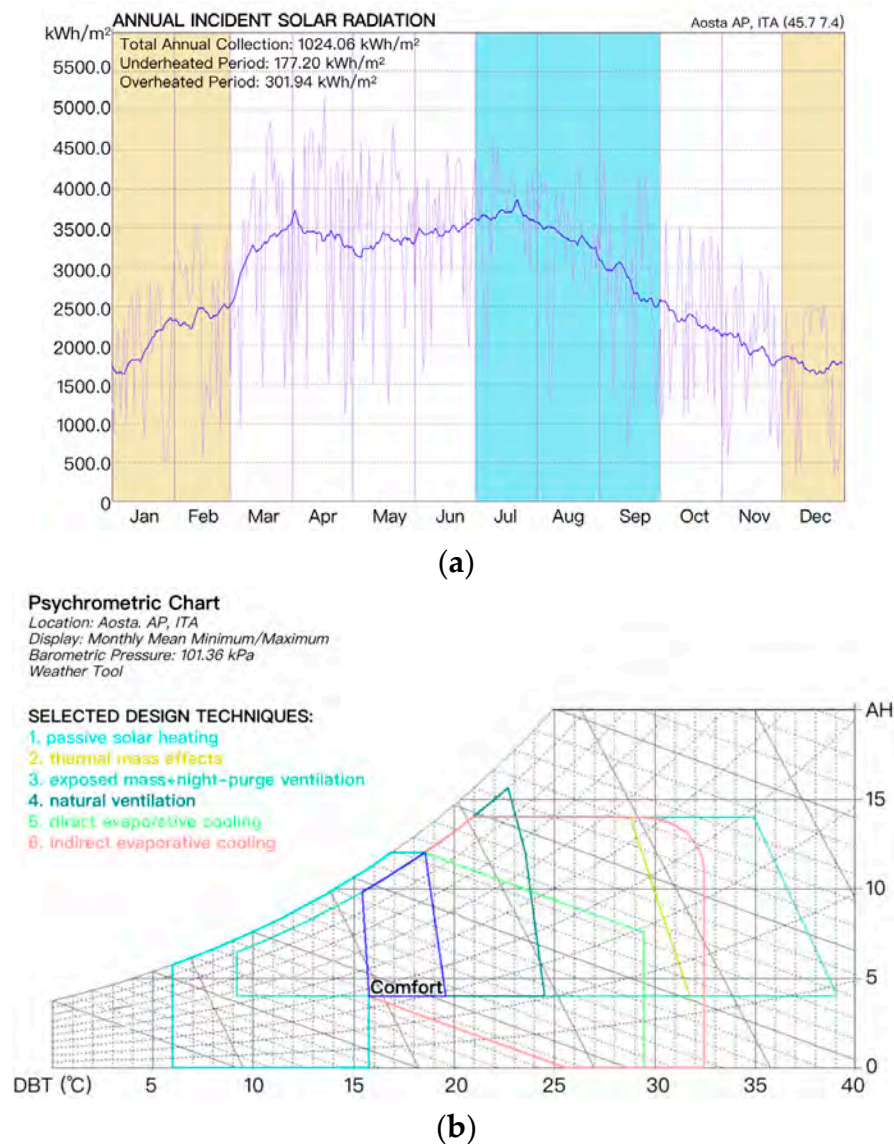 ANNUAL INCIDENT SOLAR RADIATION
Aosta AP, ITA (45.7 7.4)
kWh/m²
Total Annual Collection: 1024.06 kWh/m²
Underheated Period: 177.20 kWh/m²
Overheated Period: 301.94 kWh/m²
5500.0
5000.0
4500.0
4000.0
3500.0
3000.0
2500.0
2000.0
1500.0
1000.0
500.0
0
Jan Feb Mar Apr May Jun Jul Aug Sep Oct Nov Dec
(a)
Psychrometric Chart
Location: Aosta. AP, ITA
Display: Monthly Mean Minimum/Maximum
Barometric Pressure: 101.36 kPa
Weather Tool
SELECTED DESIGN TECHNIQUES:
1. passive solar heating
2. thermal mass effects
3. exposed mass+night-purge ventilation
4. natural ventilation
5. direct evaporative cooling
6. indirect evaporative cooling
AH
15
10
5
0
Comfort
DBT (℃) 5 10 15 20 25 30 35 40
(b)